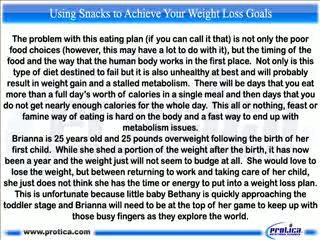 Using Snacks to Achieve Your Weight Loss Goals
The problem with this eating plan (if you can call it that) is not only the poor
food choices (however, this may have a lot to do with it), but the timing of the
food and the way that the human body works in the first place.  Not only is this
type of diet destined to fail but it is also unhealthy at best and will probably
result in weight gain and a stalled metabolism.  There will be days that you eat
more than a full day's worth of calories in a single meal and then days that you
do not get nearly enough calories for the whole day.  This all or nothing, feast or
famine way of eating is hard on the body and a fast way to end up with
metabolism issues.
Brianna is 25 years old and 25 pounds overweight following the birth of her
first child.  While she shed a portion of the weight after the birth, it has now
been a year and the weight just will not seem to budge at all.  She would love to
lose the weight, but between returning to work and taking care of her child,
she just does not think she has the time or energy to put into a weight loss plan.
This is unfortunate because little baby Bethany is quickly approaching the
toddler stage and Brianna will need to be at the top of her game to keep up with
those busy fingers as they explore the world.
www.protica.com
protica